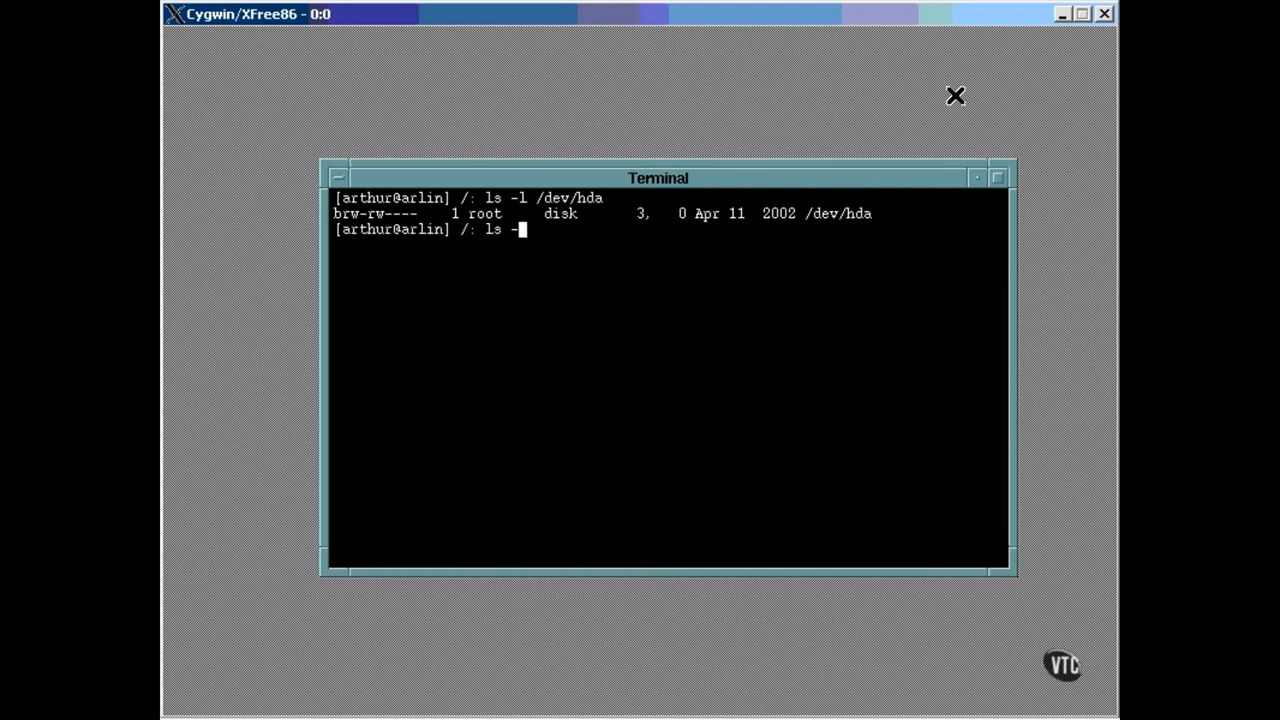 Cygwin/XFree86 - 0:0
Terminal
[arthur@arlin] /: ls -l /dev/hda
brw-rw---- 1 root disk 3, 0 Apr 11 2002 /dev/hda
[arthur@arlin] /: ls -
VTC